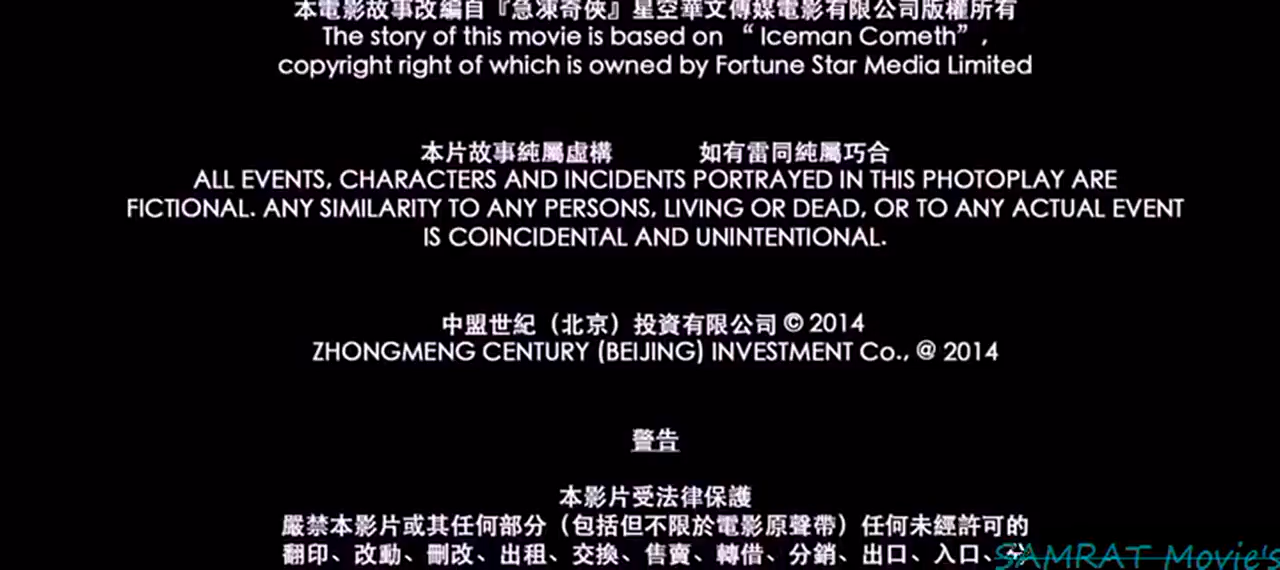 本電影故事改編自『急凍奇俠』星空華文傳媒電影有限公司版權所有
The story of this movie is based on “ Iceman Cometh”,
copyright right of which is owned by Fortune Star Media Limited
本片故事純屬虛構 如有雷同純屬巧合
ALL EVENTS, CHARACTERS AND INCIDENTS PORTRAYED IN THIS PHOTOPLAY ARE
FICTIONAL. ANY SIMILARITY TO ANY PERSONS, LIVING OR DEAD, OR TO ANY ACTUAL EVENT
IS COINCIDENTAL AND UNINTENTIONAL.
中盟世紀（北京）投資有限公司 © 2014
ZHONGMENG CENTURY (BEIJING) INVESTMENT Co., @ 2014
警告
本影片受法律保護
嚴禁本影片或其任何部分（包括但不限於電影原聲帶）任何未經許可的
翻印、改動、刪改、出租、交換、售賣、轉借、分銷、出口、入口、
SAMRAT Movie's